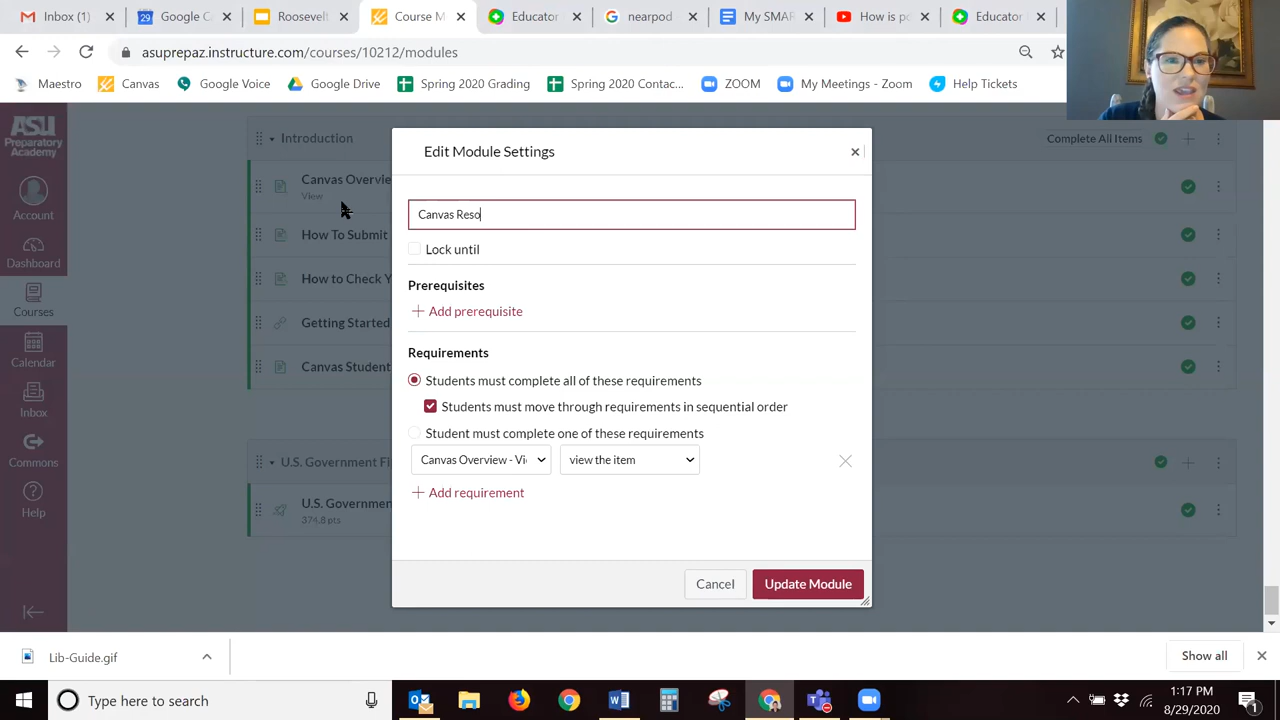 Inbox (1)
Google C
Roosevel
Course M
Educator
nearpod
My SMAR
How is po
Educator
asuprepaz.instructure.com/courses/10212/modules
Maestro
Canvas
Google Voice
Google Drive
Spring 2020 Grading
Spring 2020 Contac...
ZOOM
My Meetings - Zoom
Help Tickets
ASU
Preparatory
Academy
Account
Dashboard
Courses
Calendar
Inbox
Commons
Help
Introduction
Complete All Items
Canvas Overvie
View
How To Submit
How to Check Y
Getting Started
Canvas Student
U.S. Government Fi
U.S. Governmen
374.8 pts
Edit Module Settings
Canvas Reso
Lock until
Prerequisites
Add prerequisite
Requirements
Students must complete all of these requirements
Students must move through requirements in sequential order
Student must complete one of these requirements
Canvas Overview - Vi
view the item
Add requirement
Cancel
Update Module
Lib-Guide.gif
Show all
Type here to search
1:17 PM
8/29/2020